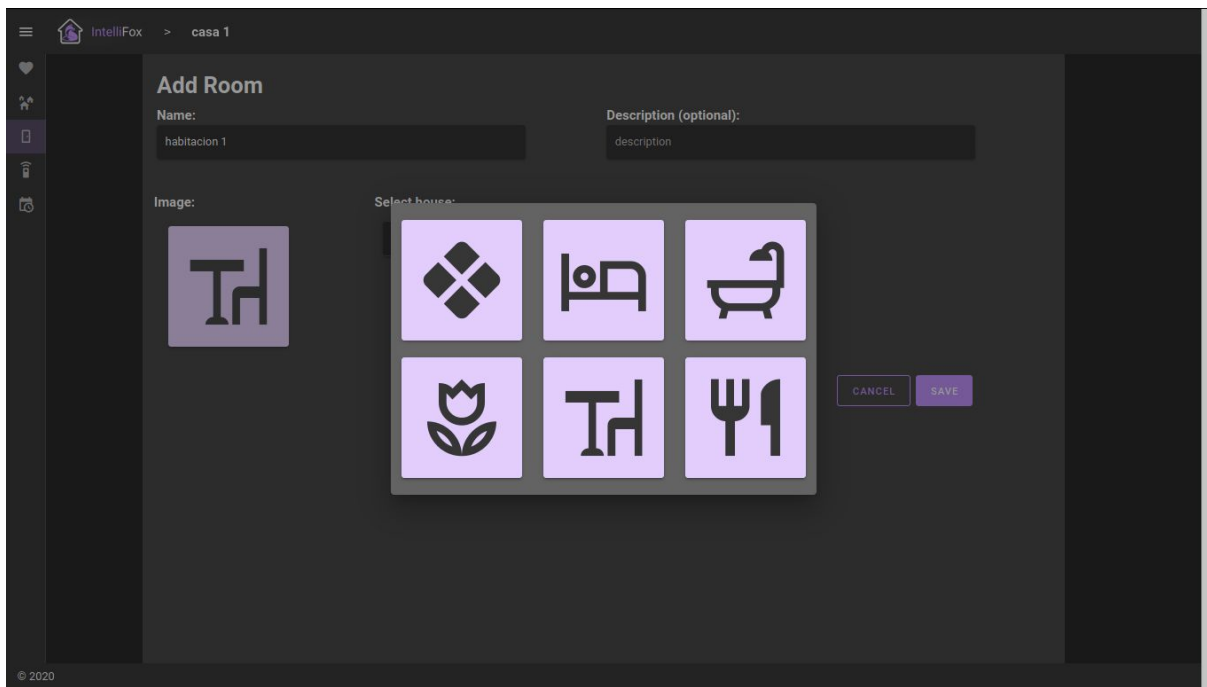 IntelliFox > casa 1
Add Room
Name:
Description (optional):
habitacion 1
description
Image:
Select house:
CANCEL
SAVE
© 2020